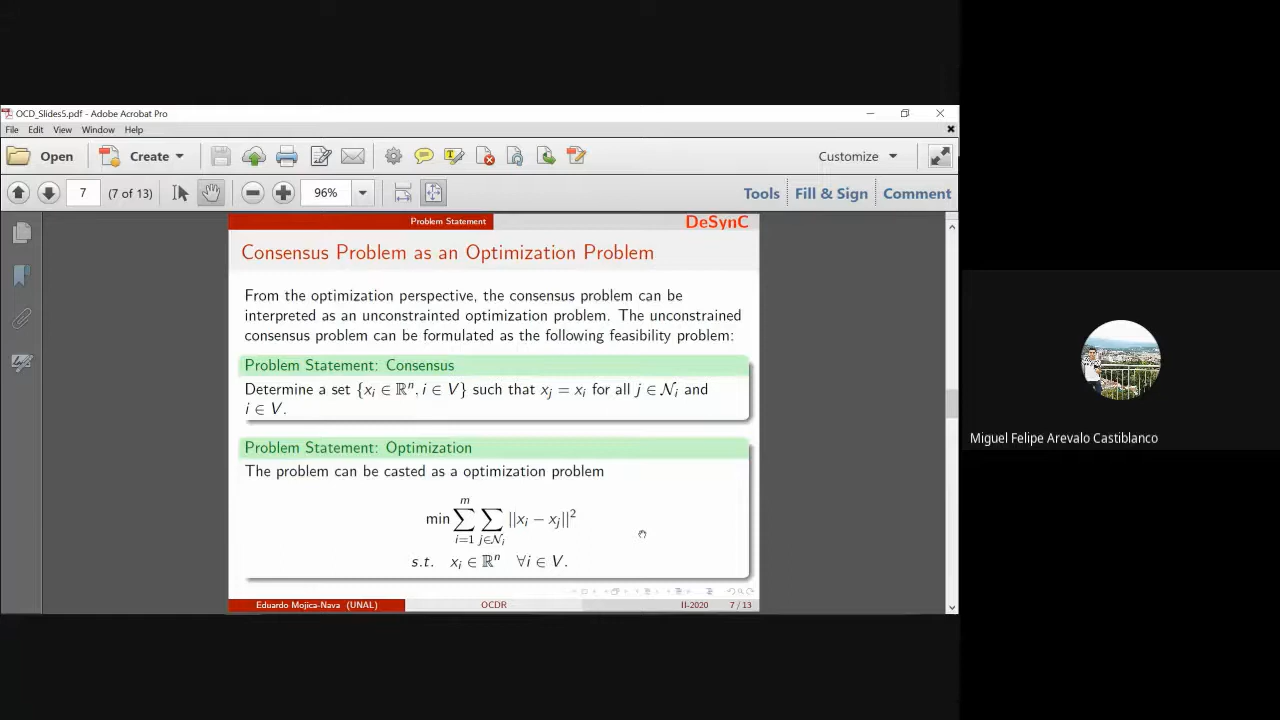 OCD_Slides5.pdf - Adobe Acrobat Pro
File Edit View Window Help
Open Create Customize
7 (7 of 13) 96% Tools Fill & Sign Comment
Problem Statement DeSynC
Consensus Problem as an Optimization Problem
From the optimization perspective, the consensus problem can be
interpreted as an unconstrained optimization problem. The unconstrained
consensus problem can be formulated as the following feasibility problem:
Problem Statement: Consensus
Determine a set {xᵢ ∈ ℝⁿ, i ∈ V} such that xⱼ = xᵢ for all j ∈ 𝒩ᵢ and
i ∈ V.
Problem Statement: Optimization
The problem can be casted as a optimization problem
min ∑_{i=1}^{m} ∑_{j∈𝒩ᵢ} ||xᵢ − xⱼ||²
s.t. xᵢ ∈ ℝⁿ ∀i ∈ V.
Eduardo Mojica-Nava (UNAL) OCDR II-2020 7 / 13
Miguel Felipe Arevalo Castiblanco